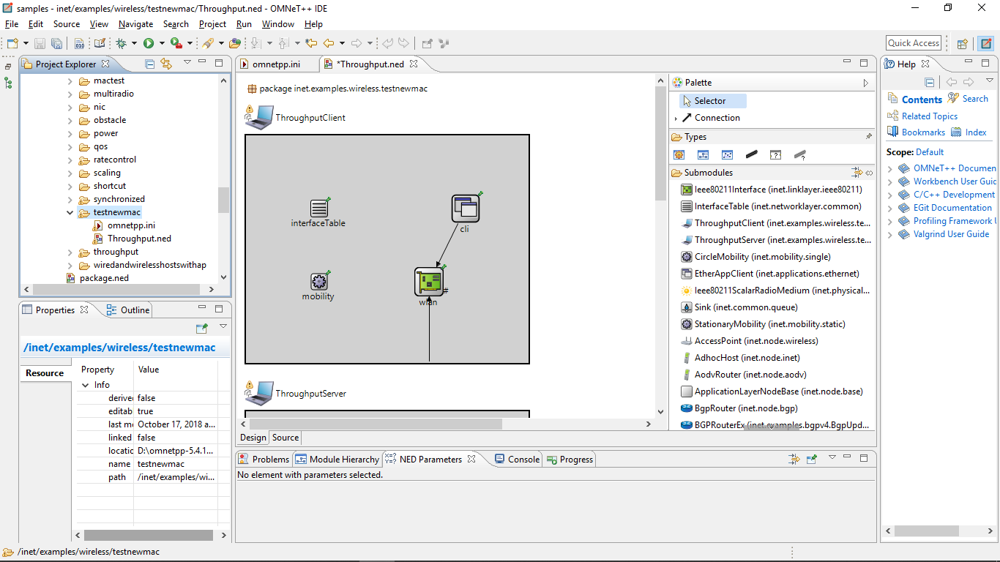 samples - inet/examples/wireless/testnewmac/Throughput.ned - OMNeT++ IDE
File Edit Source View Navigate Search Project Run Window Help
Quick Access
Project Explorer
mactest
multiradio
nic
obstacle
power
qos
ratecontrol
scaling
shortcut
synchronized
testnewmac
omnetpp.ini
Throughput.ned
throughput
wiredandwirelesshostswithap
package.ned
Properties
Outline
/inet/examples/wireless/testnewmac
Resource
Property Value
Info
derive false
editab true
last mo October 17, 2018 a...
linked false
locatic D:\omnetpp-5.4.1...
name testnewmac
path /inet/examples/wi...
omnetpp.ini
*Throughput.ned
package inet.examples.wireless.testnewmac
ThroughputClient
interfaceTable
cli
mobility
wlan
#
ThroughputServer
Design Source
Palette
Selector
Connection
Types
Submodules
Ieee80211Interface (inet.linklayer.ieee80211)
InterfaceTable (inet.networklayer.common)
ThroughputClient (inet.examples.wireless.te...
ThroughputServer (inet.examples.wireless.te...
CircleMobility (inet.mobility.single)
EtherAppClient (inet.applications.ethernet)
Ieee80211ScalarRadioMedium (inet.physical...
Sink (inet.common.queue)
StationaryMobility (inet.mobility.static)
AccessPoint (inet.node.wireless)
AdhocHost (inet.node.inet)
AodvRouter (inet.node.aodv)
ApplicationLayerNodeBase (inet.node.base)
BgpRouter (inet.node.bgp)
BGPRouterEx (inet.examples.bgpv4.BgpUpd...
Problems Module Hierarchy NED Parameters Console Progress
No element with parameters selected.
Help
Contents Search
Related Topics
Bookmarks Index
Scope: Default
OMNeT++ Documen
Workbench User Guid
C/C++ Development
EGit Documentation
Profiling Framework U
Valgrind User Guide
/inet/examples/wireless/testnewmac